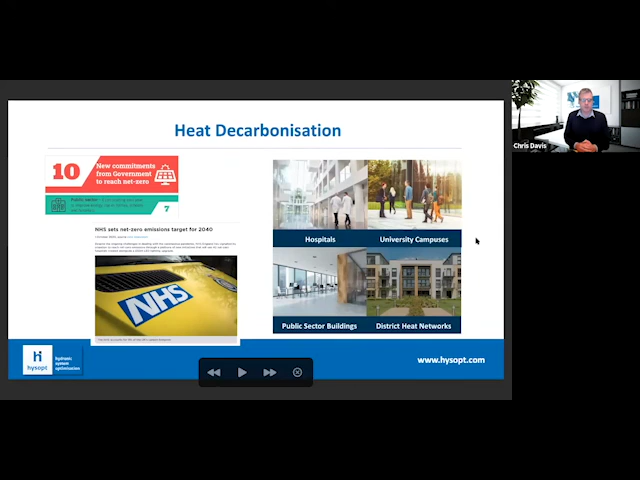 Heat Decarbonisation
10
New commitments
from Government
to reach net-zero
Public sector
7
NHS sets net-zero emissions target for 2040
NHS
Hospitals
University Campuses
Public Sector Buildings
District Heat Networks
H
hysopt
hydronic
system
optimisation
www.hysopt.com
Chris Davis